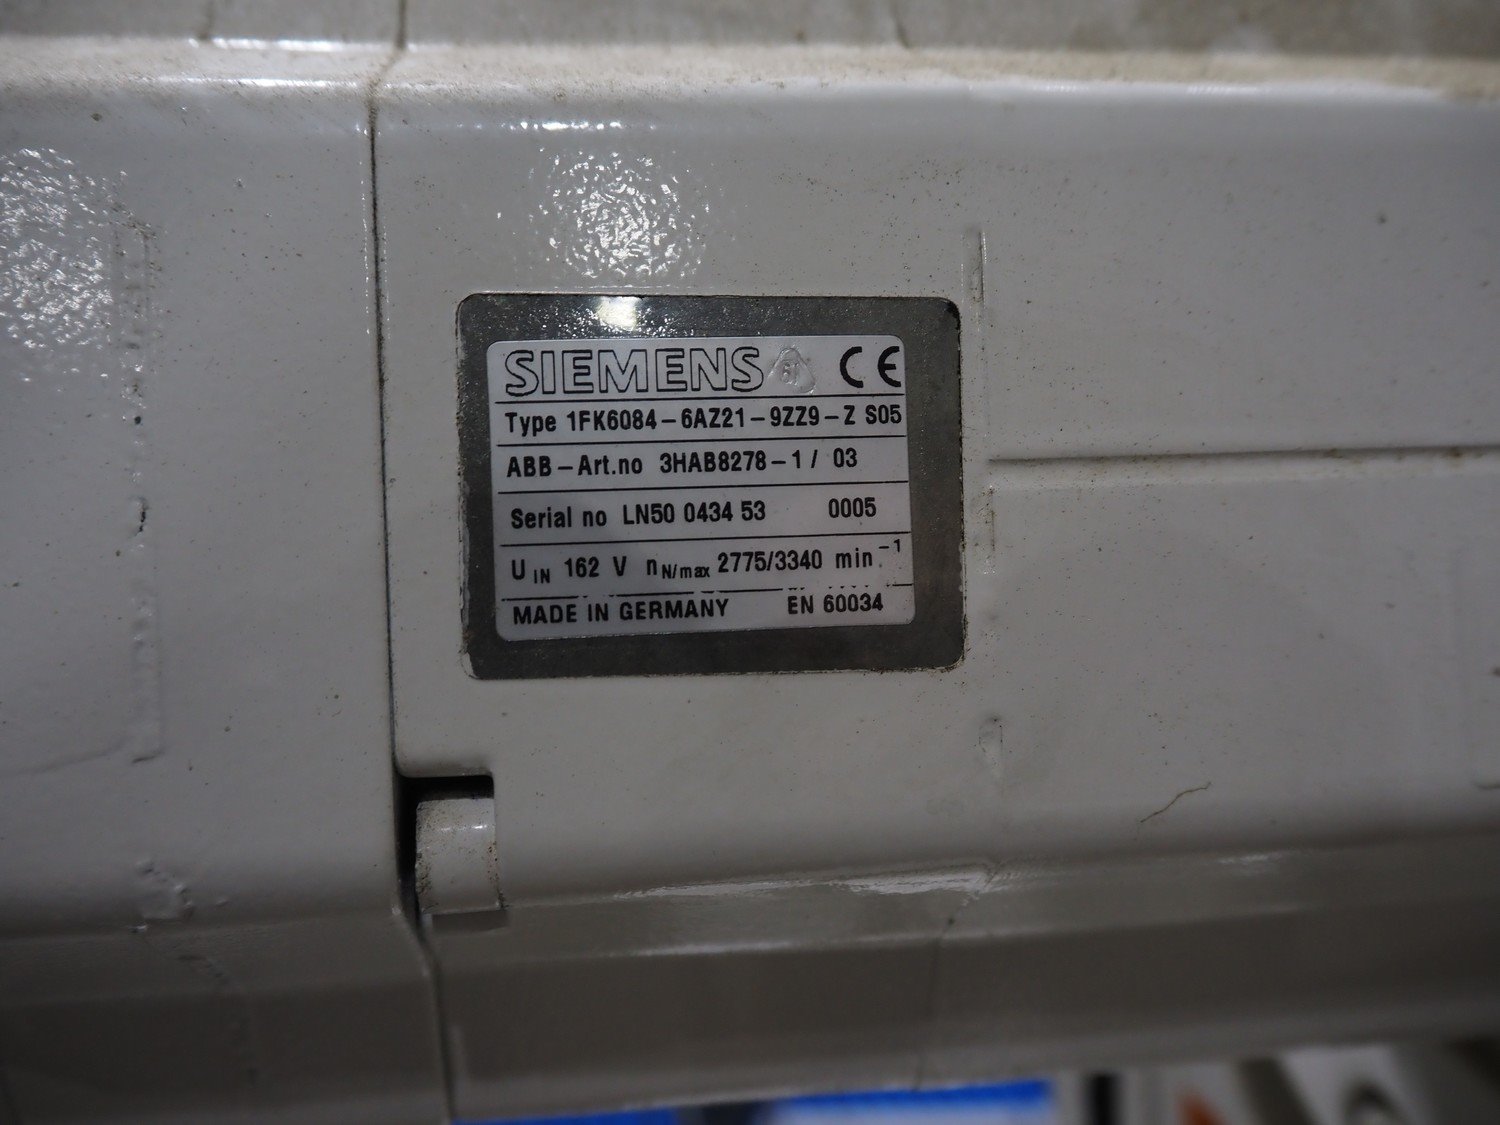 SIEMENS CE
Type 1FK6084-6AZ21-9ZZ9-Z S05
ABB-Art.no 3HAB8278-1/ 03
Serial no LN50 0434 53 0005
U IN 162 V n N/max 2775/3340 min -1
MADE IN GERMANY EN 60034